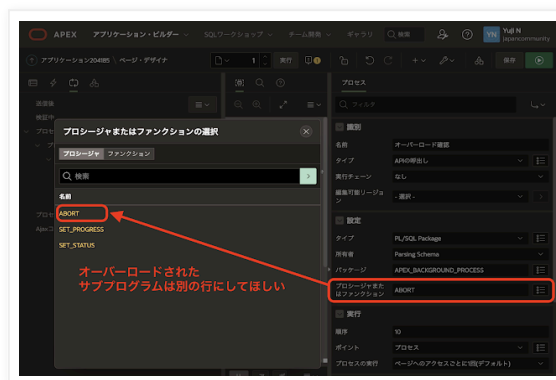 APEX アプリケーション・ビルダー SQLワークショップ チーム開発 ギャラリ 検索 YN Yuji N
japancommunity
アプリケーション204185 \ ページ・デザイナ 1 実行 保存
プロセス
フィルタ
識別
名前 オーバーロード確認
タイプ APIの呼出し
実行チェーン なし
編集可能リージョン - 選択 -
設定
タイプ PL/SQL Package
所有者 Parsing Schema
パッケージ APEX_BACKGROUND_PROCESS
プロシージャまた
はファンクション ABORT
実行
順序 10
ポイント プロセス
プロセスの実行 ページへのアクセスごとに1回(デフォルト)
プロシージャまたはファンクションの選択
プロシージャ ファンクション
検索
名前
ABORT
SET_PROGRESS
SET_STATUS
オーバーロードされた
サブプログラムは別の行にしてほしい